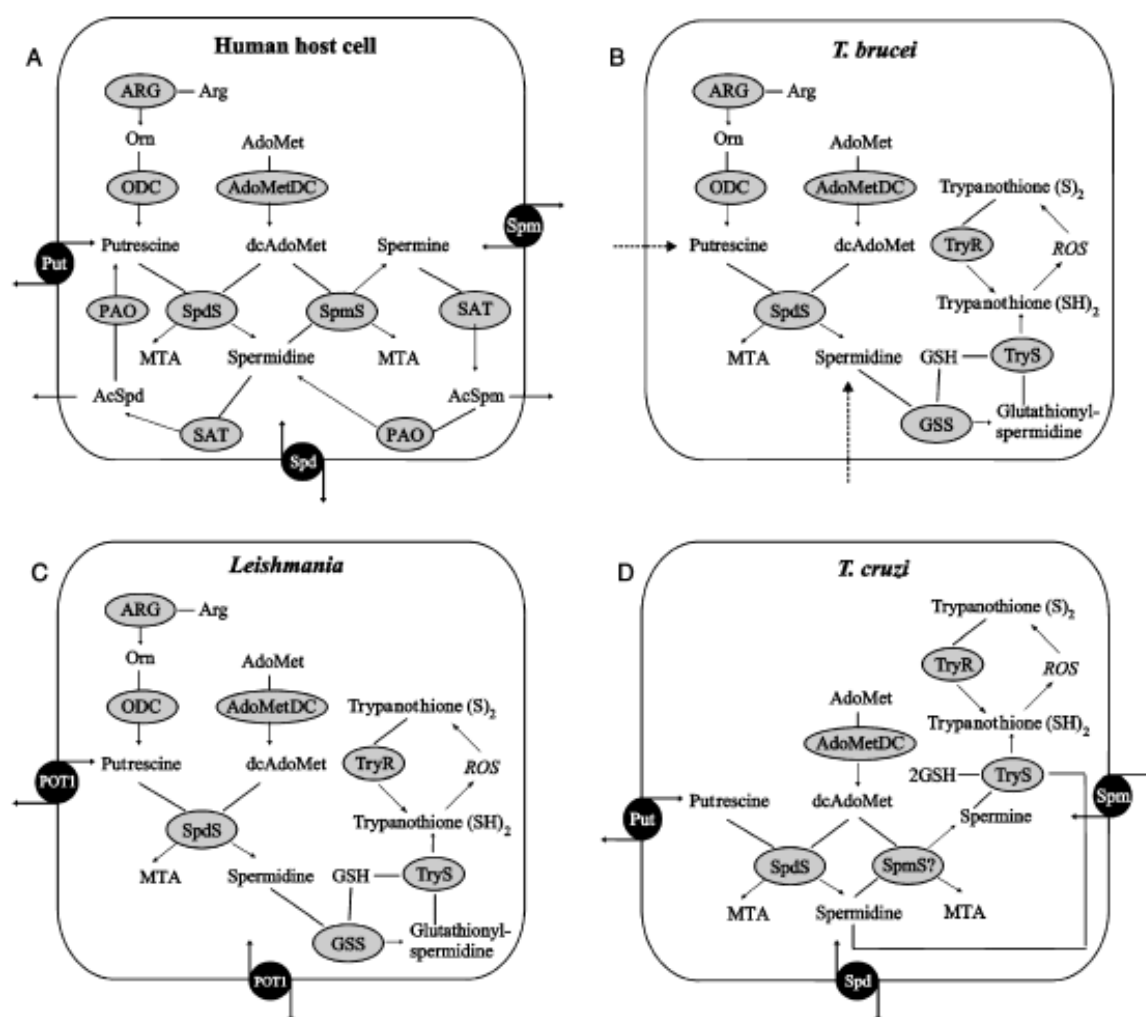 A
Human host cell
ARG
Arg
Orn
AdoMet
ODC
AdoMetDC
Spm
Putrescine
dcAdoMet
Spermine
Put
PAO
SpdS
SpmS
SAT
MTA
Spermidine
MTA
AcSpd
AcSpm
SAT
PAO
Spd
B
T. brucei
ARG
Arg
Orn
AdoMet
ODC
AdoMetDC
Trypanothione (S)2
Putrescine
dcAdoMet
TryR
ROS
SpdS
Trypanothione (SH)2
MTA
Spermidine
GSH
TryS
GSS
Glutathionyl-
spermidine
C
Leishmania
ARG
Arg
Orn
AdoMet
ODC
AdoMetDC
Trypanothione (S)2
POT1
Putrescine
dcAdoMet
TryR
ROS
SpdS
Trypanothione (SH)2
MTA
Spermidine
GSH
TryS
GSS
Glutathionyl-
spermidine
POT1
D
T. cruzi
Trypanothione (S)2
TryR
ROS
AdoMet
Trypanothione (SH)2
AdoMetDC
2GSH
TryS
Put
Putrescine
dcAdoMet
Spermine
Spm
SpdS
SpmS?
MTA
Spermidine
MTA
Spd